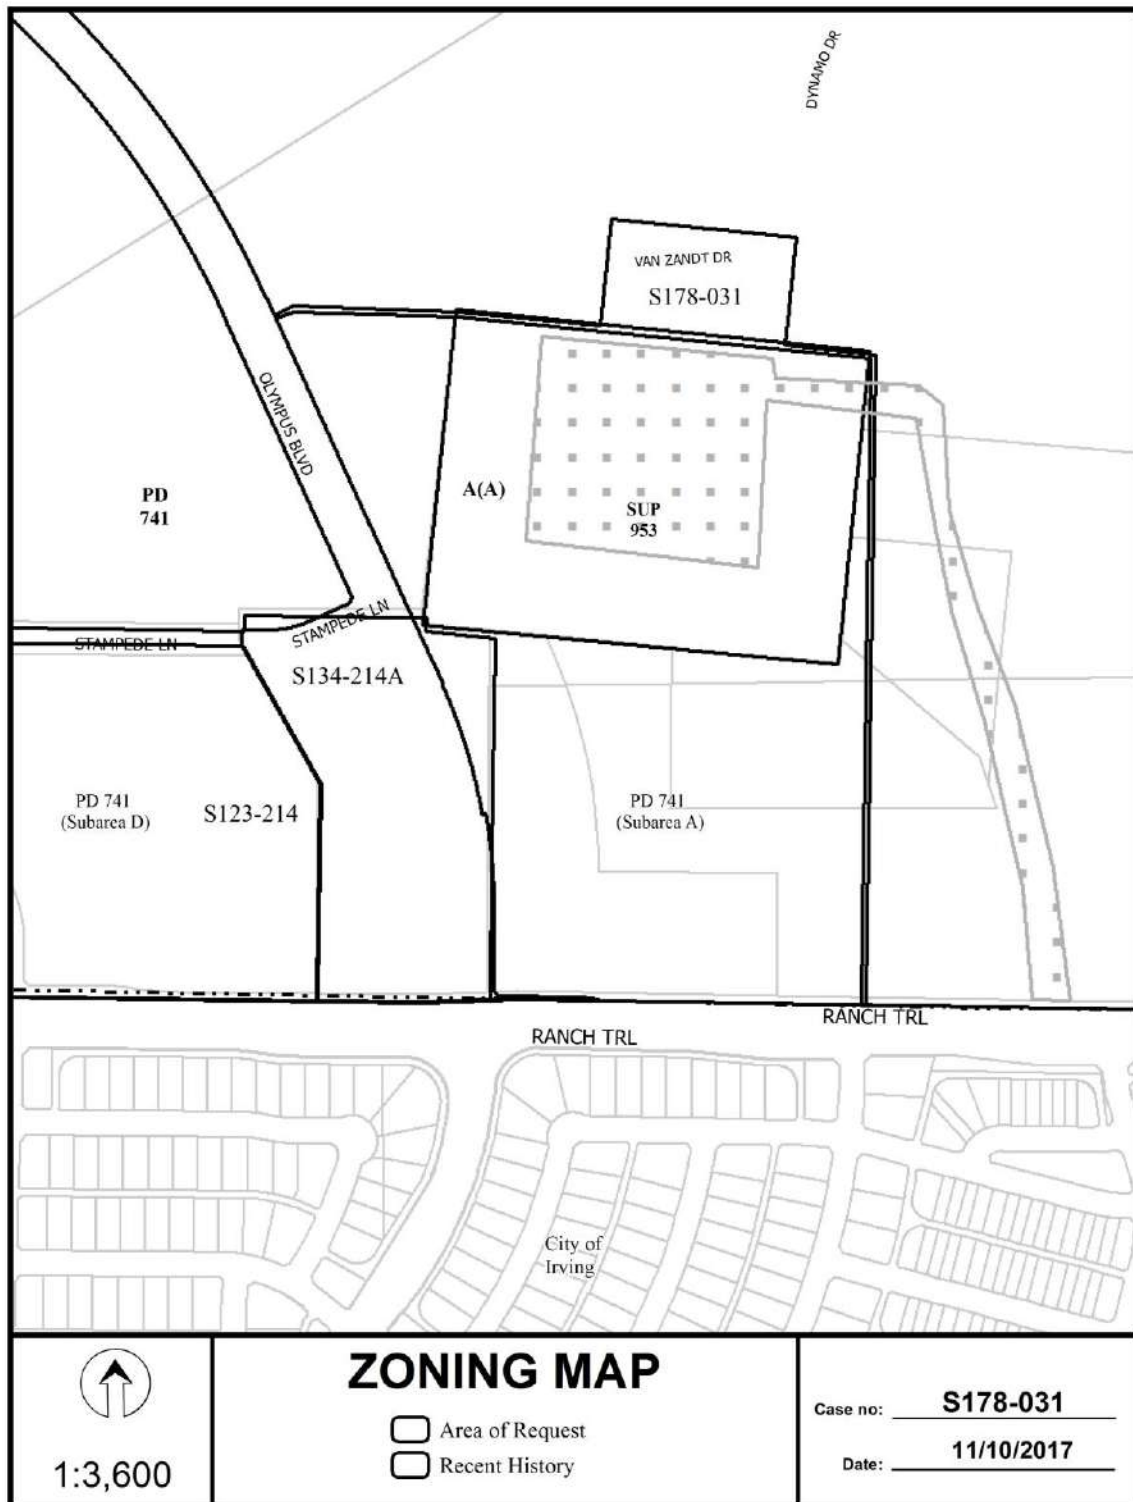 DYNAMO DR
VAN ZANDT DR
S178-031
OLYMPUS BLVD
PD
741
A(A)
SUP
953
STAMPEDE LN
STAMPEDE LN
S134-214A
PD 741
(Subarea D)
S123-214
PD 741
(Subarea A)
RANCH TRL
RANCH TRL
City of
Irving
1:3,600
ZONING MAP
Area of Request
Recent History
Case no: S178-031
Date: 11/10/2017